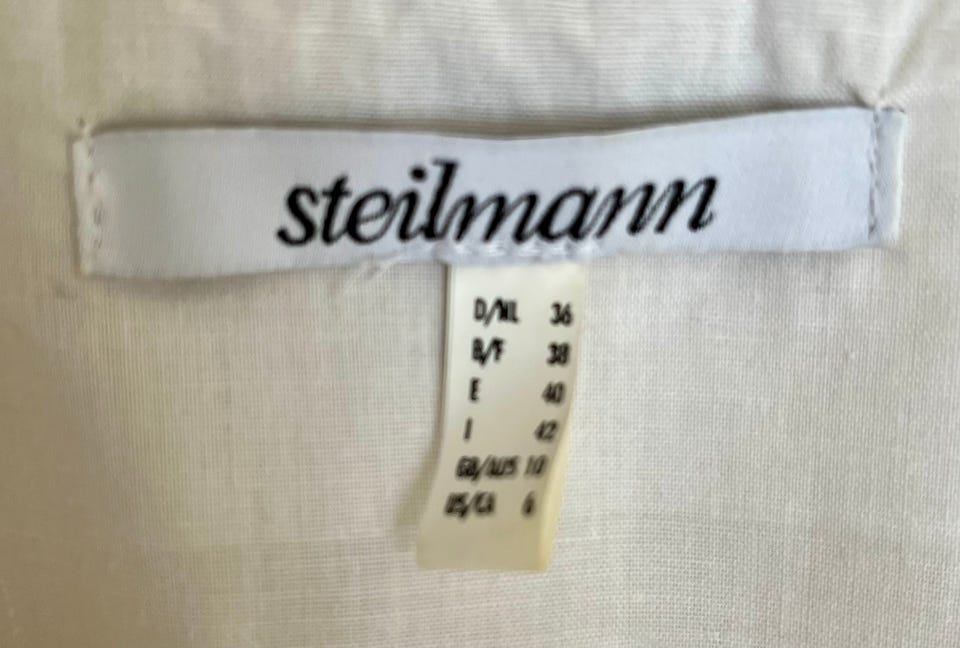 steilmann
D/NL 36
B/F 38
E 40
I 42
GB/AUS 10
US/CA 6